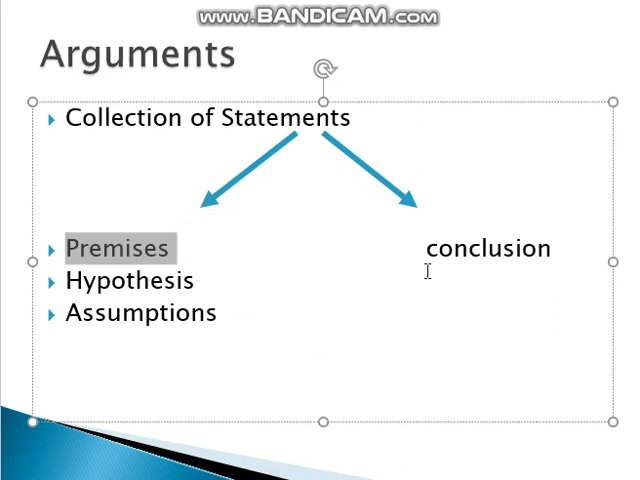 www.BANDICAM.com
Arguments
Collection of Statements
Premises conclusion
Hypothesis
Assumptions